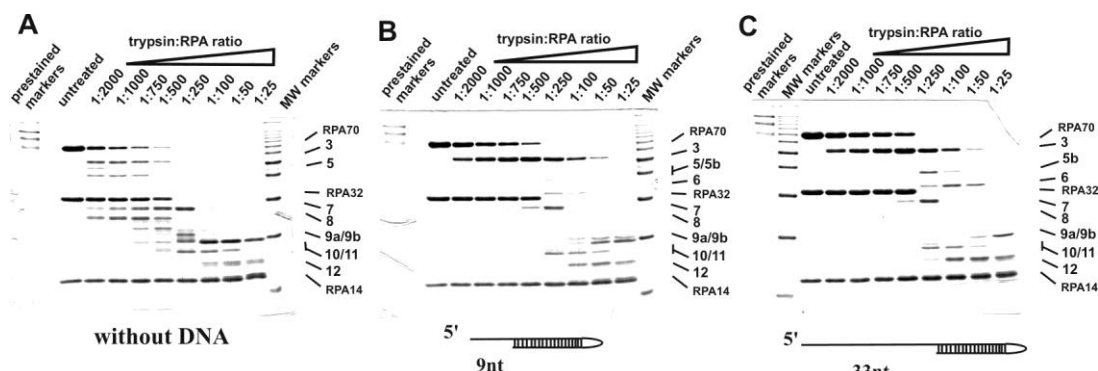 A
trypsin:RPA ratio
prestained
markers
untreated
1:2000
1:1000
1:750
1:500
1:250
1:100
1:50
1:25
MW markers
RPA70
3
5
RPA32
7
8
9a/9b
10/11
12
RPA14
without DNA
B
trypsin:RPA ratio
prestained
markers
untreated
1:2000
1:1000
1:750
1:500
1:250
1:100
1:50
1:25
MW markers
RPA70
3
5/5b
6
RPA32
7
8
9a/9b
10/11
12
RPA14
5'
9nt
C
trypsin:RPA ratio
prestained
markers
MW markers
untreated
1:2000
1:1000
1:750
1:500
1:250
1:100
1:50
1:25
RPA70
3
5b
6
RPA32
7
8
9a/9b
10/11
12
RPA14
5'
33nt